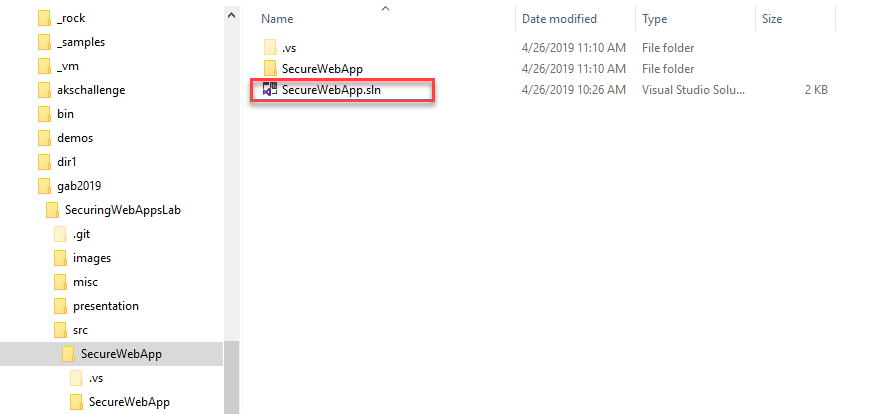 _rock
_samples
_vm
akschallenge
bin
demos
dir1
gab2019
SecuringWebAppsLab
.git
images
misc
presentation
src
SecureWebApp
.vs
SecureWebApp
Name Date modified Type Size
.vs 4/26/2019 11:10 AM File folder
SecureWebApp 4/26/2019 11:10 AM File folder
SecureWebApp.sln 4/26/2019 10:26 AM Visual Studio Solu... 2 KB